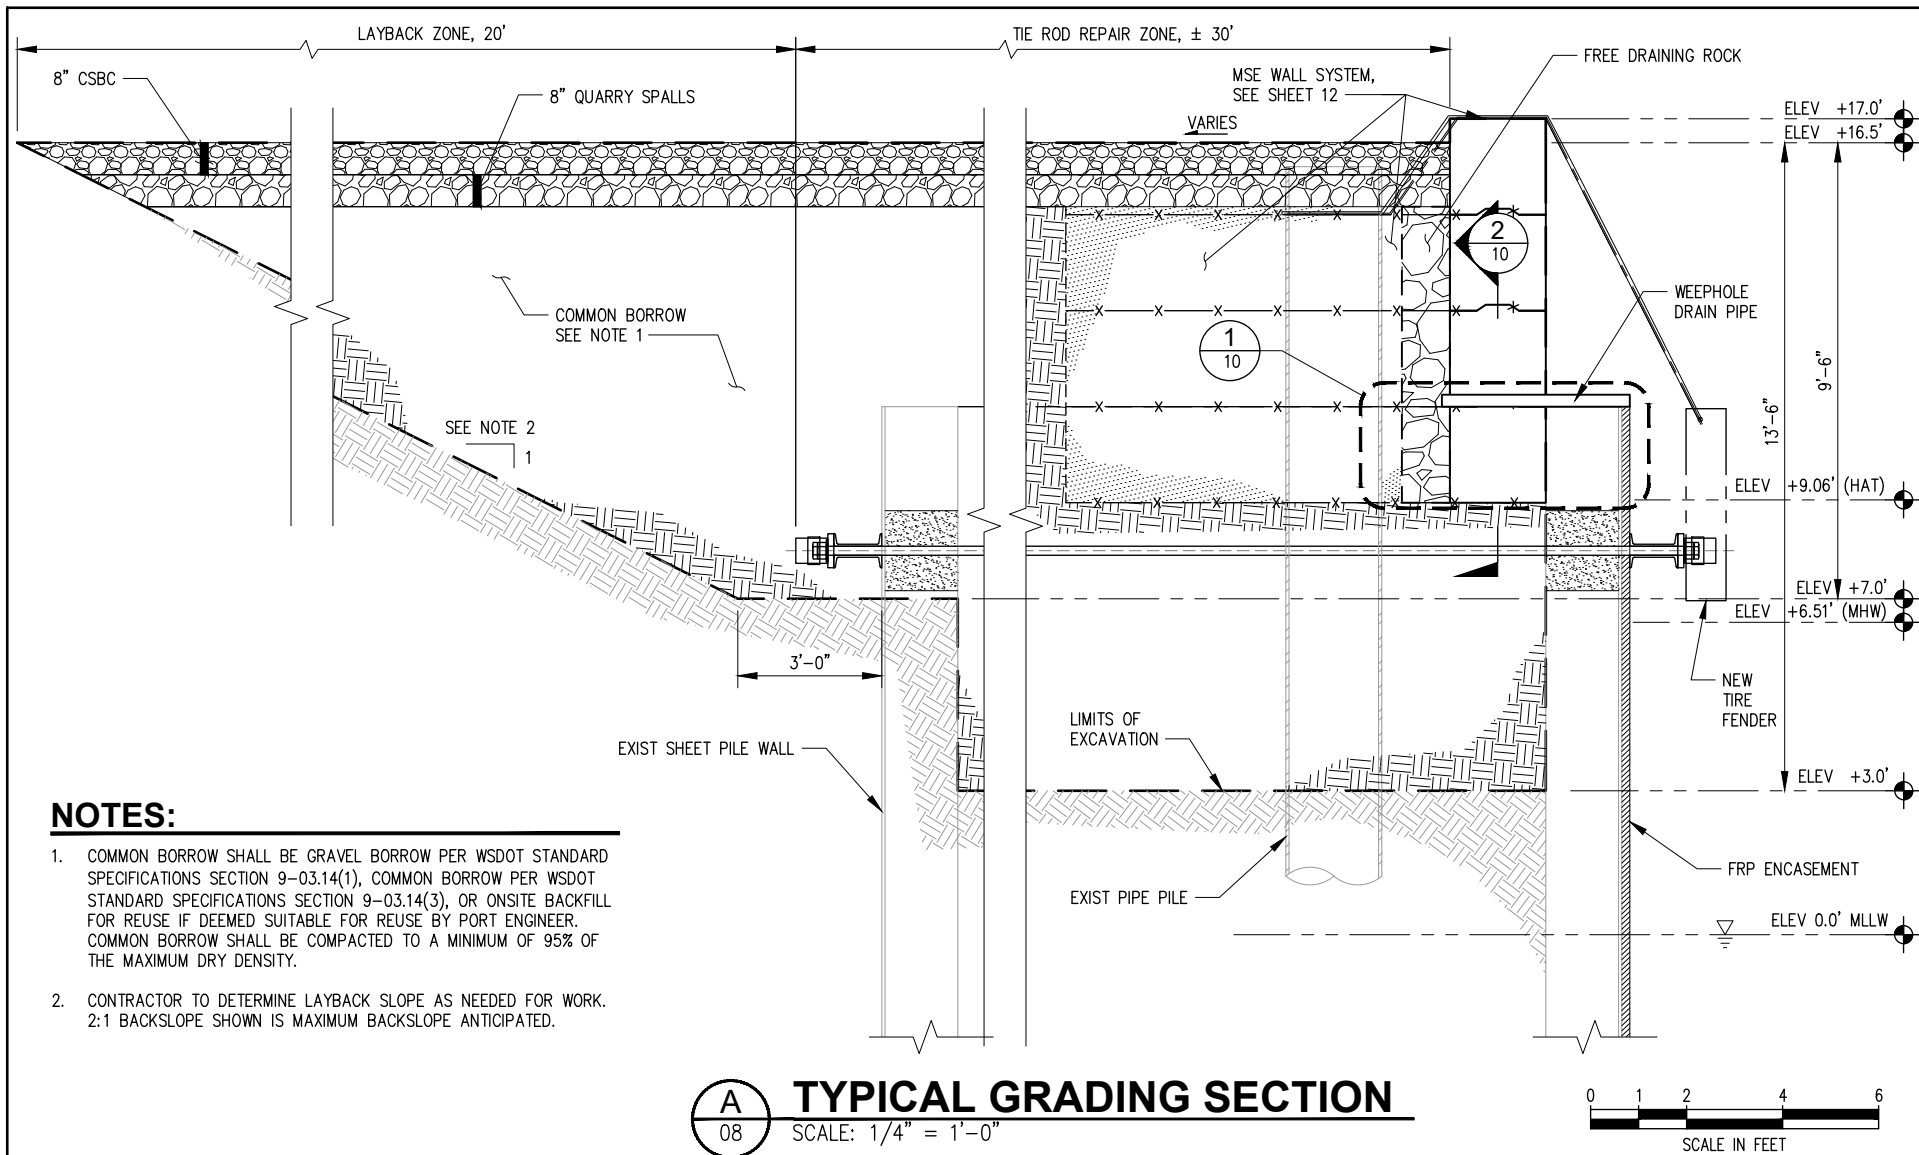 LAYBACK ZONE, 20'
TIE ROD REPAIR ZONE, ± 30'
FREE DRAINING ROCK
8" CSBC
8" QUARRY SPALLS
MSE WALL SYSTEM,
SEE SHEET 12
VARIES
ELEV +17.0'
ELEV +16.5'
2
10
COMMON BORROW
SEE NOTE 1
WEEPHOLE
DRAIN PIPE
1
10
9'-6"
13'-6"
SEE NOTE 2
1
ELEV +9.06' (HAT)
ELEV +7.0'
ELEV +6.51' (MHW)
3'-0"
NEW
TIRE
FENDER
LIMITS OF
EXCAVATION
EXIST SHEET PILE WALL
ELEV +3.0'
FRP ENCASEMENT
EXIST PIPE PILE
ELEV 0.0' MLLW
NOTES:
1. COMMON BORROW SHALL BE GRAVEL BORROW PER WSDOT STANDARD
SPECIFICATIONS SECTION 9-03.14(1), COMMON BORROW PER WSDOT
STANDARD SPECIFICATIONS SECTION 9-03.14(3), OR ONSITE BACKFILL
FOR REUSE IF DEEMED SUITABLE FOR REUSE BY PORT ENGINEER.
COMMON BORROW SHALL BE COMPACTED TO A MINIMUM OF 95% OF
THE MAXIMUM DRY DENSITY.
2. CONTRACTOR TO DETERMINE LAYBACK SLOPE AS NEEDED FOR WORK.
2:1 BACKSLOPE SHOWN IS MAXIMUM BACKSLOPE ANTICIPATED.
A
08
TYPICAL GRADING SECTION
SCALE: 1/4" = 1'-0"
0 1 2 4 6
SCALE IN FEET